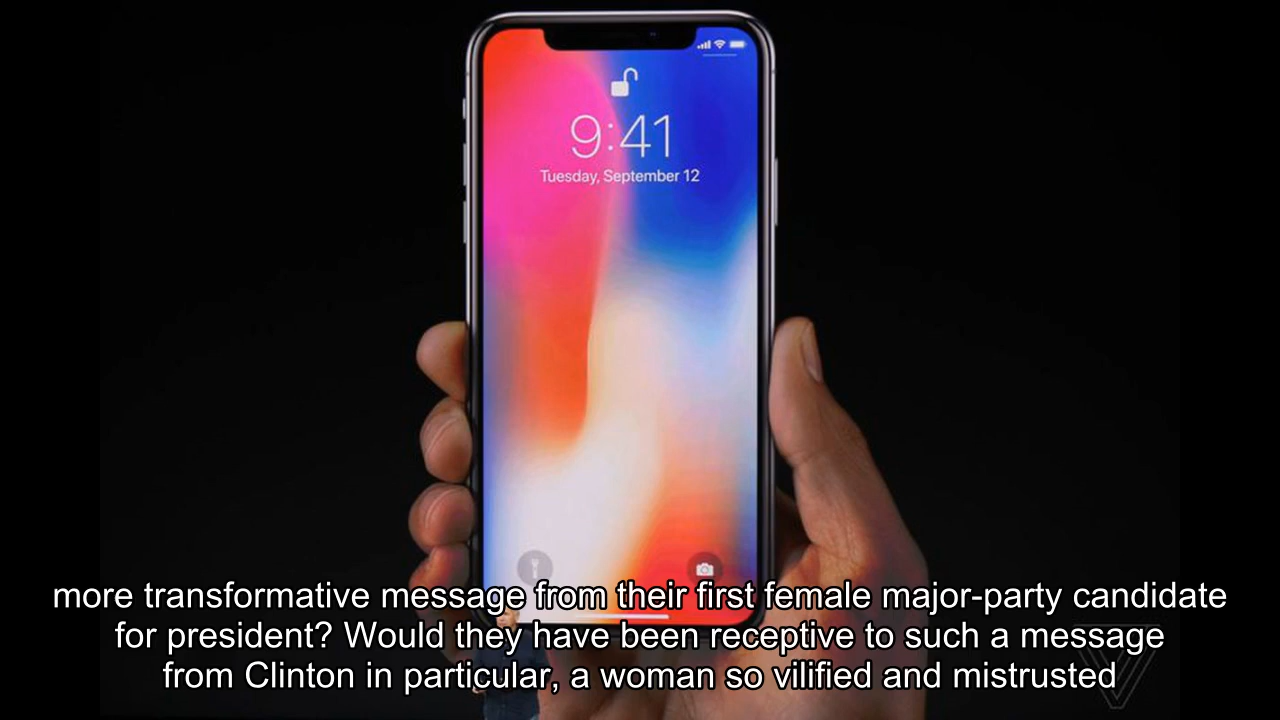 9:41
Tuesday, September 12
more transformative message from their first female major-party candidate
for president? Would they have been receptive to such a message
from Clinton in particular, a woman so vilified and mistrusted